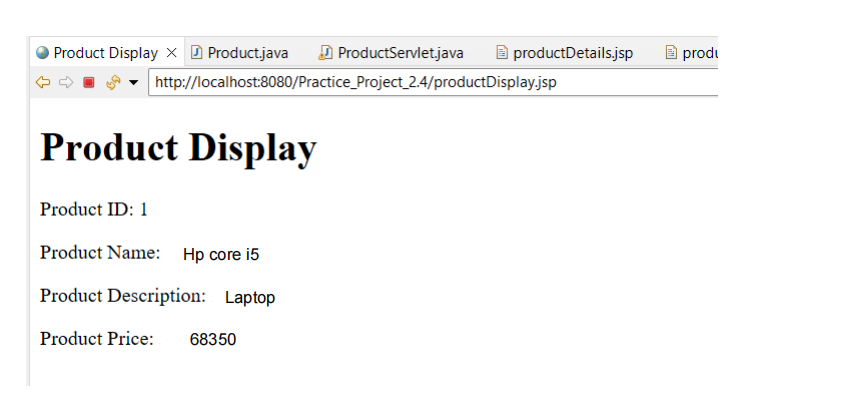 Product Display Product.java ProductServlet.java productDetails.jsp produ
http://localhost:8080/Practice_Project_2.4/productDisplay.jsp
Product Display
Product ID: 1
Product Name: Hp core i5
Product Description: Laptop
Product Price: 68350